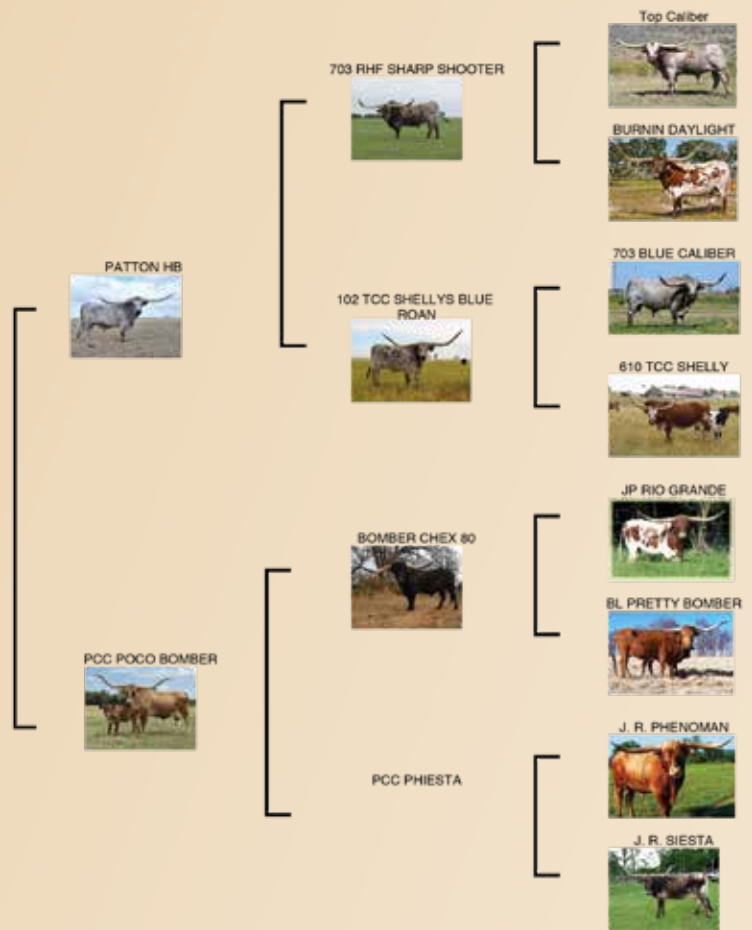 Top Caliber
703 RHF SHARP SHOOTER
BURNIN DAYLIGHT
PATTON HB
703 BLUE CALIBER
102 TCC SHELLYS BLUE
ROAN
610 TCC SHELLY
JP RIO GRANDE
BOMBER CHEX 80
BL PRETTY BOMBER
PCC POCO BOMBER
J. R. PHENOMAN
PCC PHIESTA
J. R. SIESTA